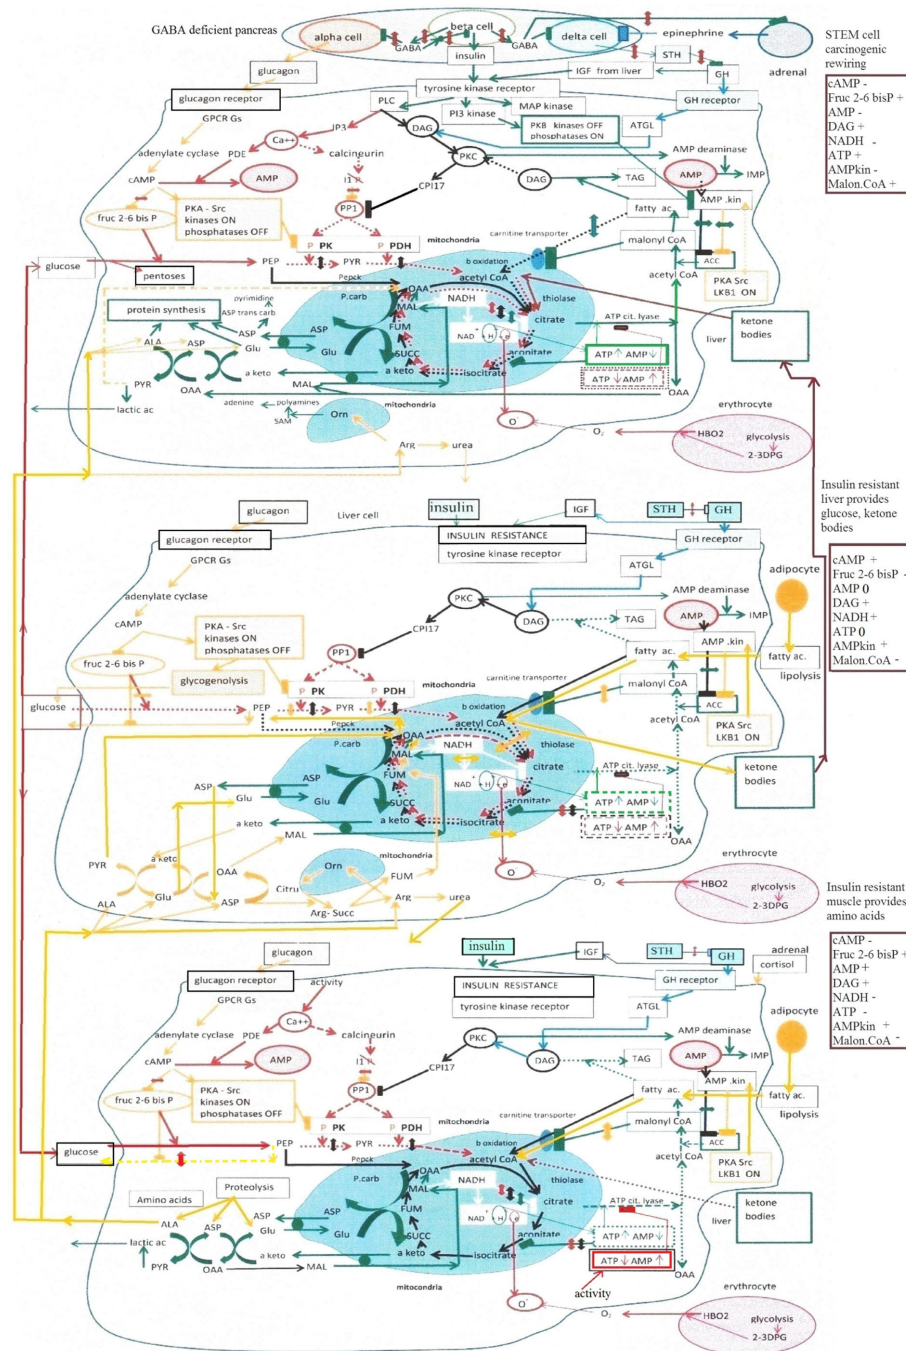 GABA deficient pancreas
alpha cell
beta cell
delta cell
GABA
GABA
epinephrine
adrenal
STEM cell
carcinogenic
rewiring
insulin
STH
IGF from liver
GH
glucagon
glucagon receptor
tyrosine kinase receptor
GH receptor
GPCR Gs
PLC
MAP kinase
PI3 kinase
PKB kinases OFF
phosphatases ON
ATGL
cAMP -
Fruc 2-6 bisP +
AMP -
DAG +
NADH -
ATP +
AMPkin -
Malon.CoA +
IP3
DAG
Ca++
PDE
adenylate cyclase
calcineurin
PKC
AMP deaminase
cAMP
AMP
i1 P
CPI17
DAG
TAG
AMP
IMP
fruc 2-6 bis P
PKA - Src
kinases ON
phosphatases OFF
PP1
fatty ac.
AMP .kin
P PK
P PDH
mitochondria
carnitine transporter
malonyl CoA
ACC
glucose
pentoses
PEP
PYR
b oxidation
acetyl CoA
acetyl CoA
PKA Src
LKB1 ON
Pepck
P.carb
OAA
MAL
NADH
thiolase
citrate
ATP cit. lyase
ketone
bodies
liver
protein synthesis
pyrimidine
ASP trans carb
FUM
NAD +
H
e
aconitate
ATP ↑ AMP ↓
ATP ↓ AMP ↑
ALA
ASP
ASP
Glu
ASP
Glu
SUCC
a keto
isocitrate
PYR
OAA
a keto
MAL
OAA
lactic ac
adenine
polyamines
SAM
Orn
mitochondria
O
O₂
HBO2
erythrocyte
glycolysis
2-3DPG
Arg
urea
Insulin resistant
liver provides
glucose, ketone
bodies
glucagon
Liver cell
insulin
IGF
STH
GH
glucagon receptor
INSULIN RESISTANCE
tyrosine kinase receptor
GH receptor
GPCR Gs
ATGL
adenylate cyclase
PKC
AMP deaminase
adipocyte
cAMP +
Fruc 2-6 bisP -
AMP 0
DAG +
NADH +
ATP 0
AMPkin +
Malon.CoA -
cAMP
CPI17
DAG
TAG
AMP
IMP
PKA - Src
kinases ON
phosphatases OFF
fruc 2-6 bis P
PP1
fatty ac.
AMP .kin
fatty ac.
lipolysis
glycogenolysis
P PK
P PDH
mitochondria
carnitine transporter
malonyl CoA
ACC
glucose
PEP
PYR
b oxidation
acetyl CoA
acetyl CoA
PKA Src
LKB1 ON
Pepck
P.carb
OAA
MAL
NADH
thiolase
citrate
ATP cit. lyase
ketone
bodies
FUM
NAD +
H
e
aconitate
ATP ↑ AMP ↓
ATP ↓ AMP ↑
ASP
Glu
ASP
Glu
SUCC
a keto
isocitrate
a keto
MAL
OAA
PYR
a keto
OAA
Orn
mitochondria
FUM
O
O₂
HBO2
erythrocyte
glycolysis
2-3DPG
ALA
Glu
ASP
Citru
Arg- Succ
Arg
urea
Insulin resistant
muscle provides
amino acids
glucagon
insulin
IGF
STH
GH
adrenal
cortisol
glucagon receptor
activity
INSULIN RESISTANCE
tyrosine kinase receptor
GH receptor
GPCR Gs
ATGL
adipocyte
cAMP -
Fruc 2-6 bisP +
AMP +
DAG +
NADH -
ATP -
AMPkin +
Malon.CoA -
Ca++
PDE
adenylate cyclase
calcineurin
PKC
AMP deaminase
cAMP
AMP
I1 P
CPI17
DAG
TAG
AMP
IMP
fruc 2-6 bis P
PKA - Src
kinases ON
phosphatases OFF
PP1
fatty ac.
AMP .kin
fatty ac.
lipolysis
P PK
P PDH
mitochondria
carnitine transporter
malonyl CoA
ACC
glucose
PEP
PYR
b oxidation
acetyl CoA
acetyl CoA
PKA Src
LKB1 ON
Pepck
P.carb
OAA
MAL
NADH
citrate
ATP cit. lyase
ketone
bodies
liver
Amino acids
Proteolysis
FUM
NAD +
H
e
aconitate
ATP ↑ AMP ↓
ATP ↓ AMP ↑
ALA
ASP
Glu
ASP
Glu
SUCC
a keto
isocitrate
lactic ac
PYR
OAA
a keto
MAL
OAA
activity
mitocondria
O
O₂
HBO2
erythrocyte
glycolysis
2-3DPG